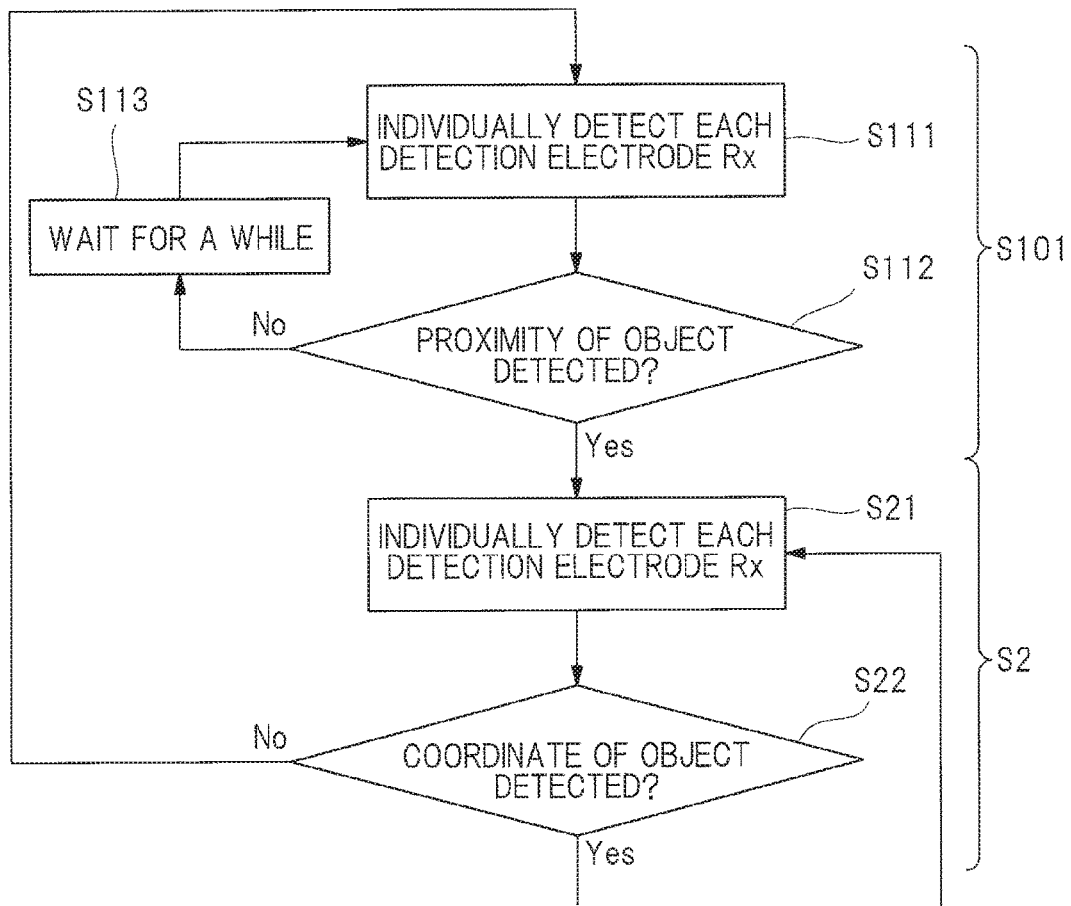 S113
INDIVIDUALLY DETECT EACH
DETECTION ELECTRODE Rx
S111
WAIT FOR A WHILE
S101
S112
No
PROXIMITY OF OBJECT
DETECTED?
Yes
S21
INDIVIDUALLY DETECT EACH
DETECTION ELECTRODE Rx
S2
S22
No
COORDINATE OF OBJECT
DETECTED?
Yes